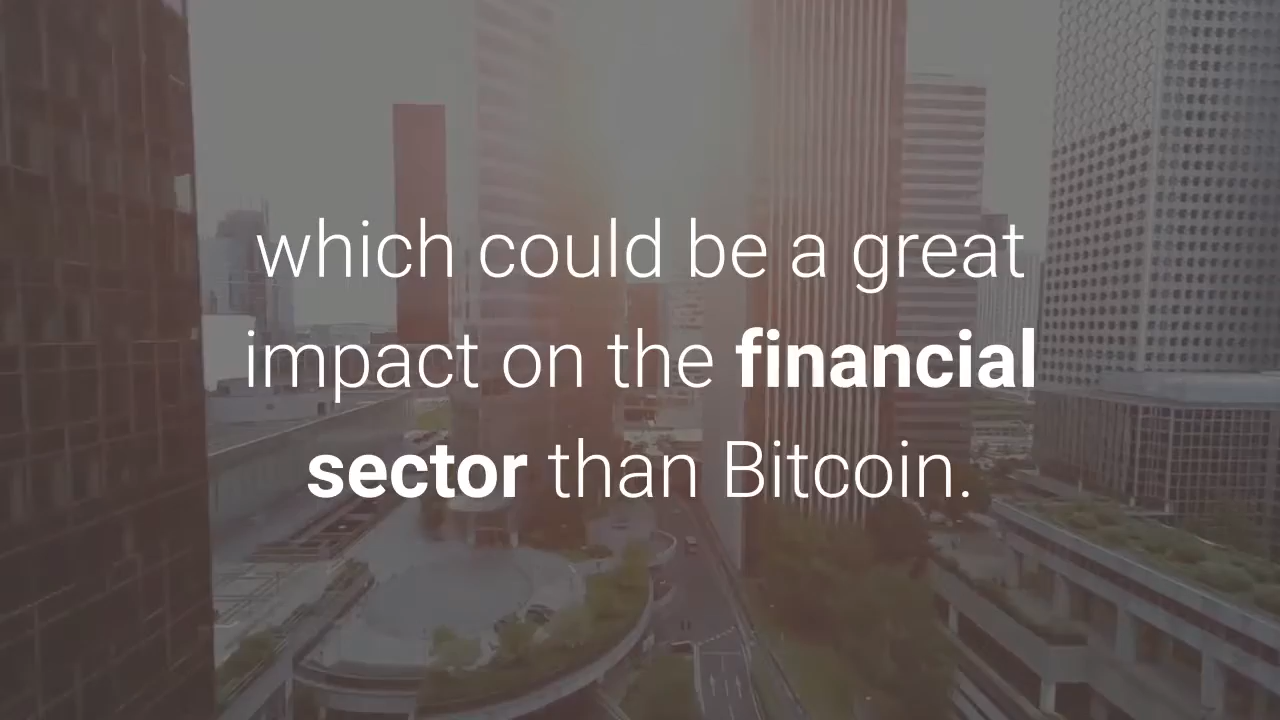 which could be a great
impact on the financial
sector than Bitcoin.